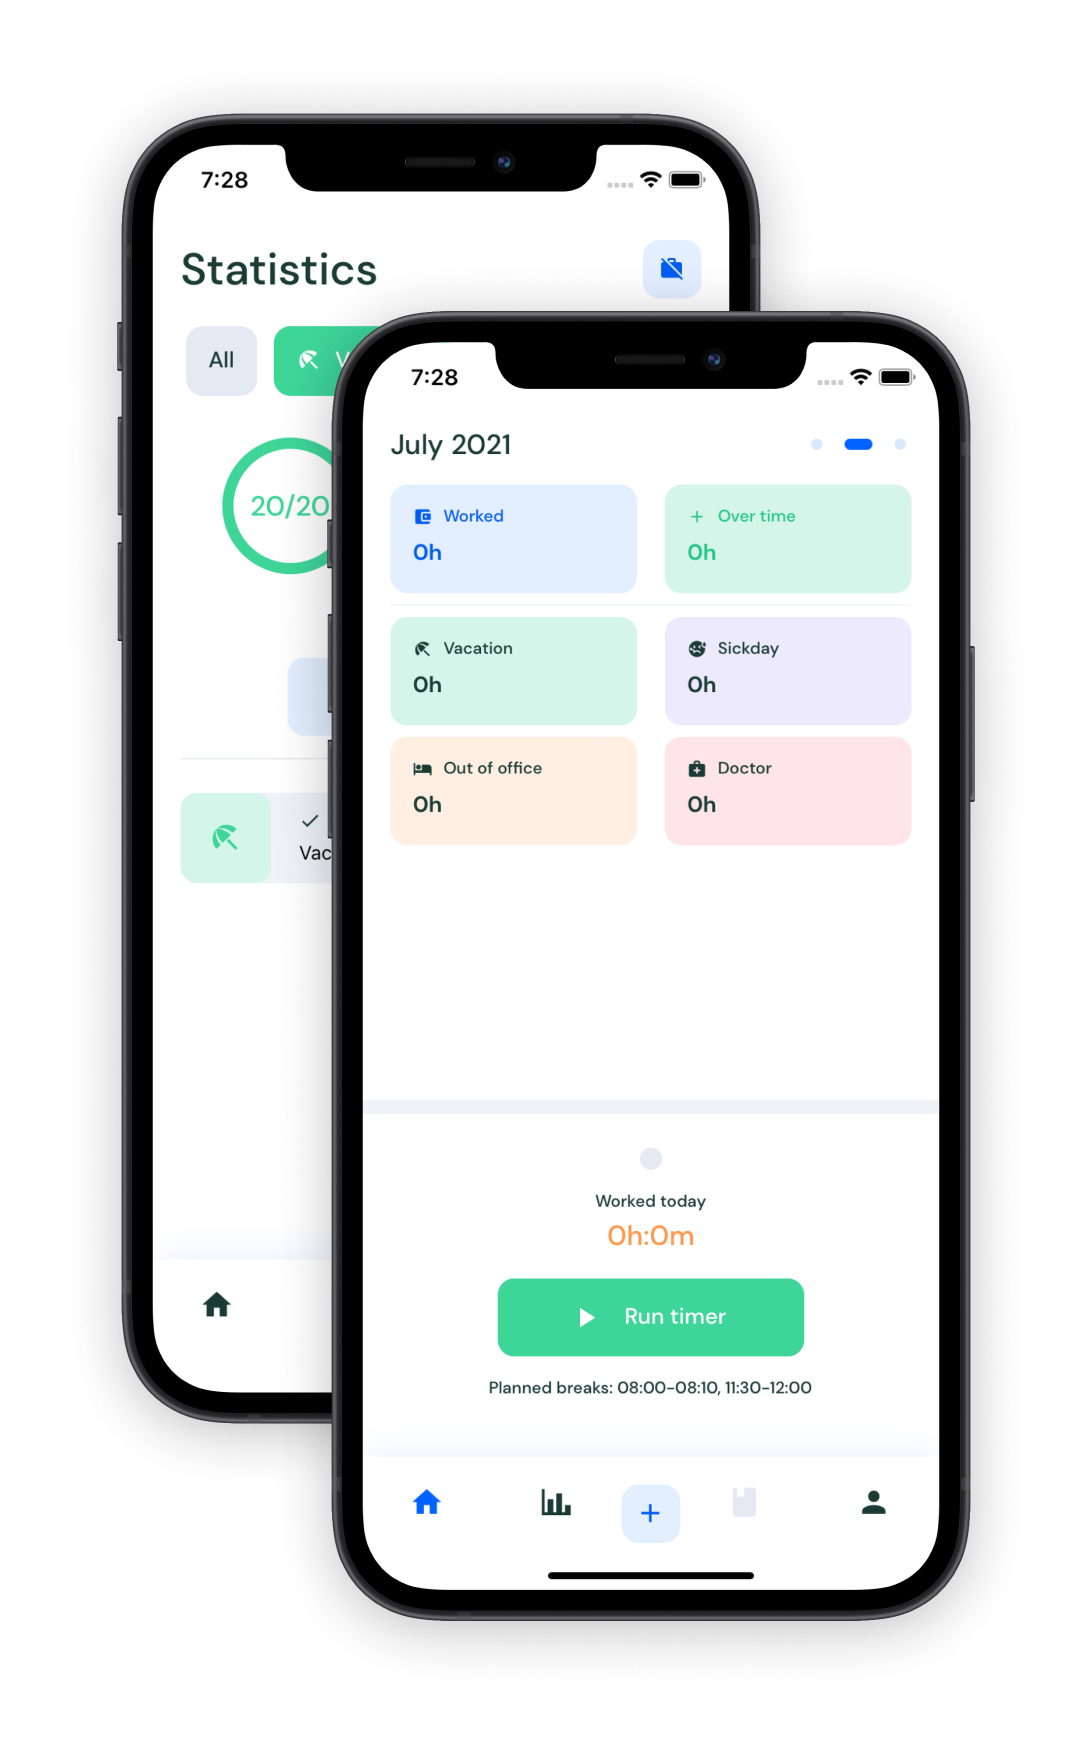 7:28
Statistics
All
20/20
Vac
7:28
July 2021
Worked
0h
Over time
0h
Vacation
0h
Sickday
0h
Out of office
0h
Doctor
0h
Worked today
0h:0m
Run timer
Planned breaks: 08:00-08:10, 11:30-12:00